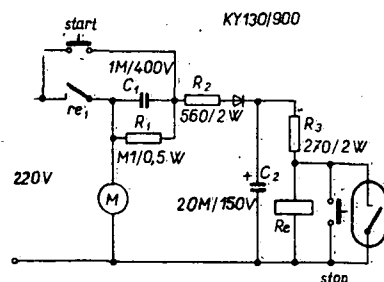 KY130/900
start
1M/400V
C1
R2
re1
560/2W
R1
M1/0,5 W
R3
270/2W
220V
M
+
C2
20M/150V
Re
stop